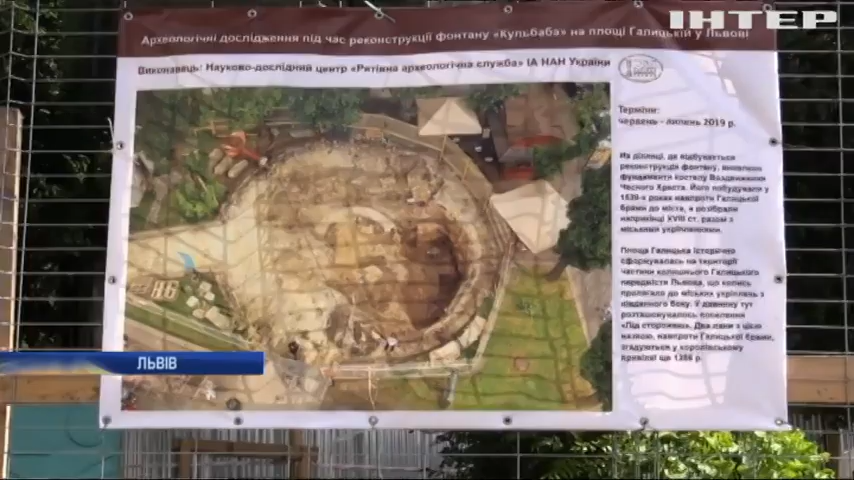 ІНТЕР
Археологічні дослідження під час реконструкції фонтану «Кульбаба» на площі Галицькій у Львові
Виконавець: Науково-дослідний центр «Рятівна археологічна служба» ІА НАН України
Терміни:
червень - липень 2019 р.
На ділянці, де відбувається
реконструкція фонтану, виявлено
фундаменти костелу Воздвиження
Чесного Хреста. Його побудували у
1639-х роках навпроти Галицької
брами до міста, а розібрали
наприкінці XVIII ст. разом з
міськими укріпленнями.
Площа Галицька історично
сформувалась на території
частини колишнього Галицького
передмістя Львова, що колись
прилягало до міських укріплень з
південного боку. У давнину тут
розташовувалось поселення
«Під сторожею». Два лани з цією
назвою, навпроти Галицької брами,
згадуються у королівському
привілеї ще 1386 р.
ЛЬВІВ